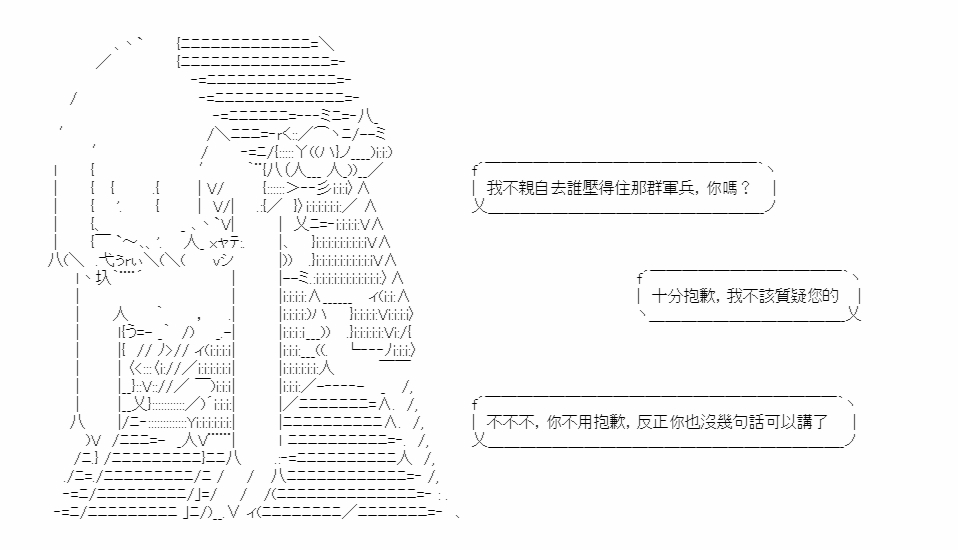 我不親自去誰壓得住那群軍兵, 你嗎?
十分抱歉, 我不該質疑您的
不不不, 你不用抱歉, 反正你也沒幾句話可以講了